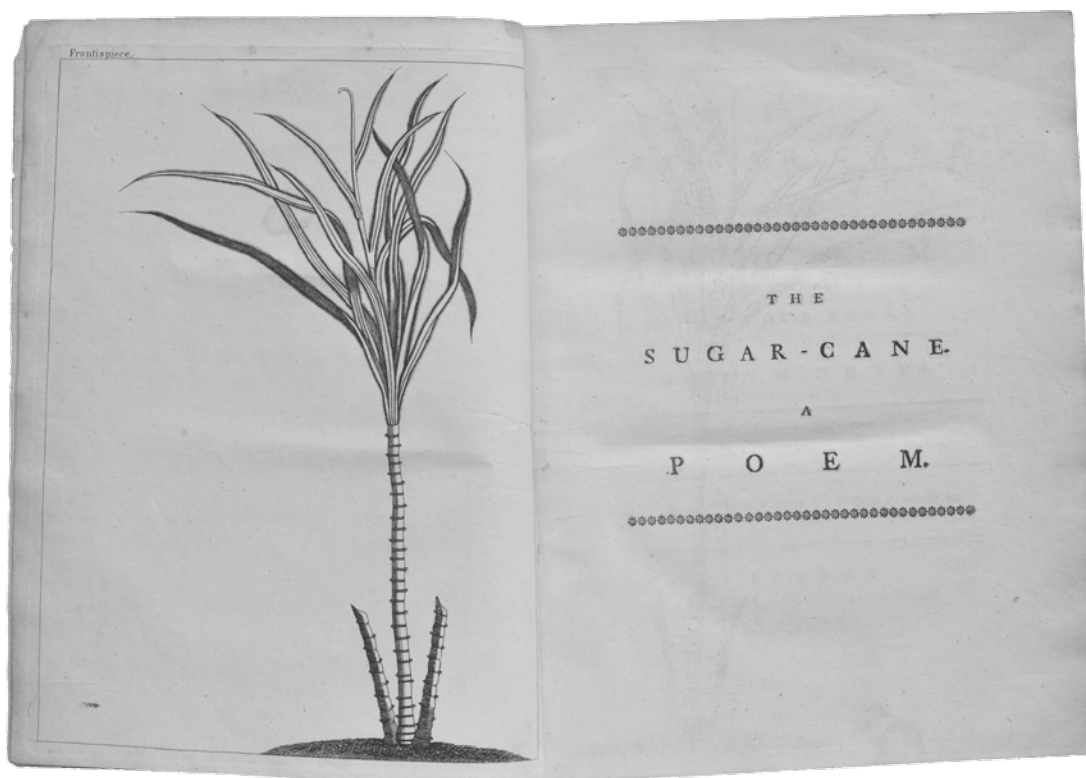 Frontispiece.
THE
SUGAR-CANE.
A
POEM.